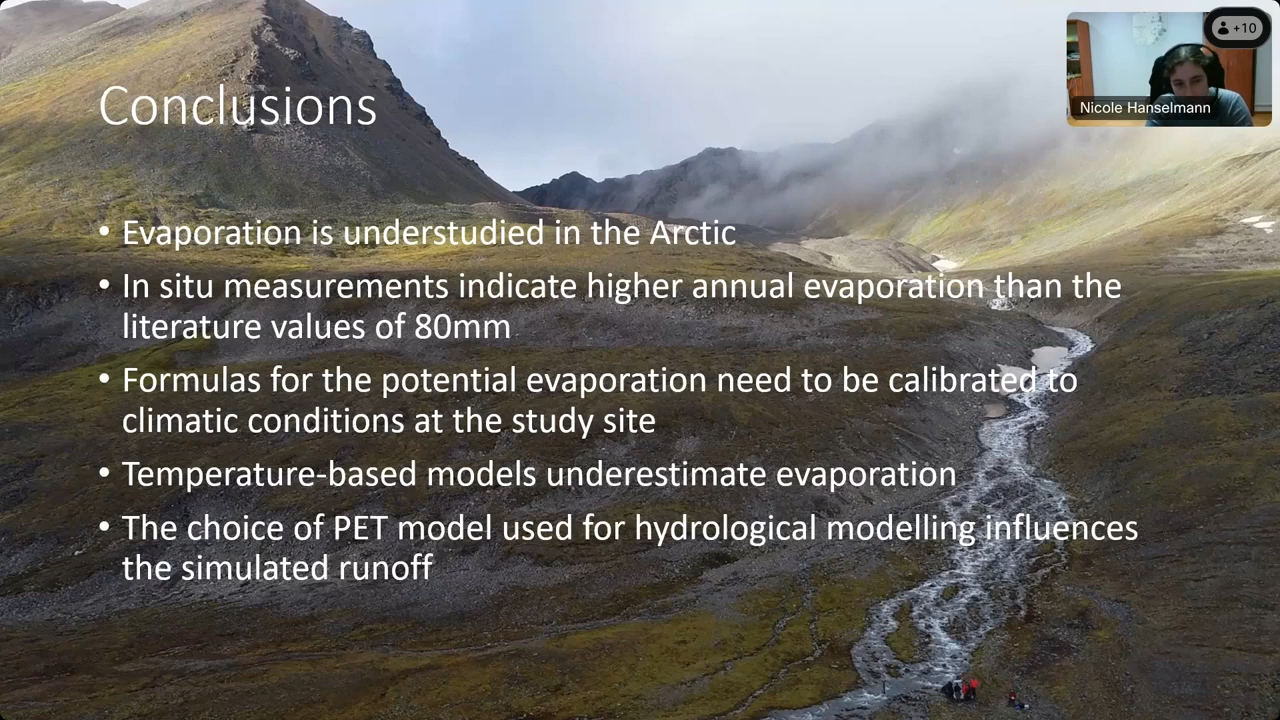 +10
Nicole Hanselmann
Conclusions
• Evaporation is understudied in the Arctic
• In situ measurements indicate higher annual evaporation than the
literature values of 80mm
• Formulas for the potential evaporation need to be calibrated to
climatic conditions at the study site
• Temperature-based models underestimate evaporation
• The choice of PET model used for hydrological modelling influences
the simulated runoff